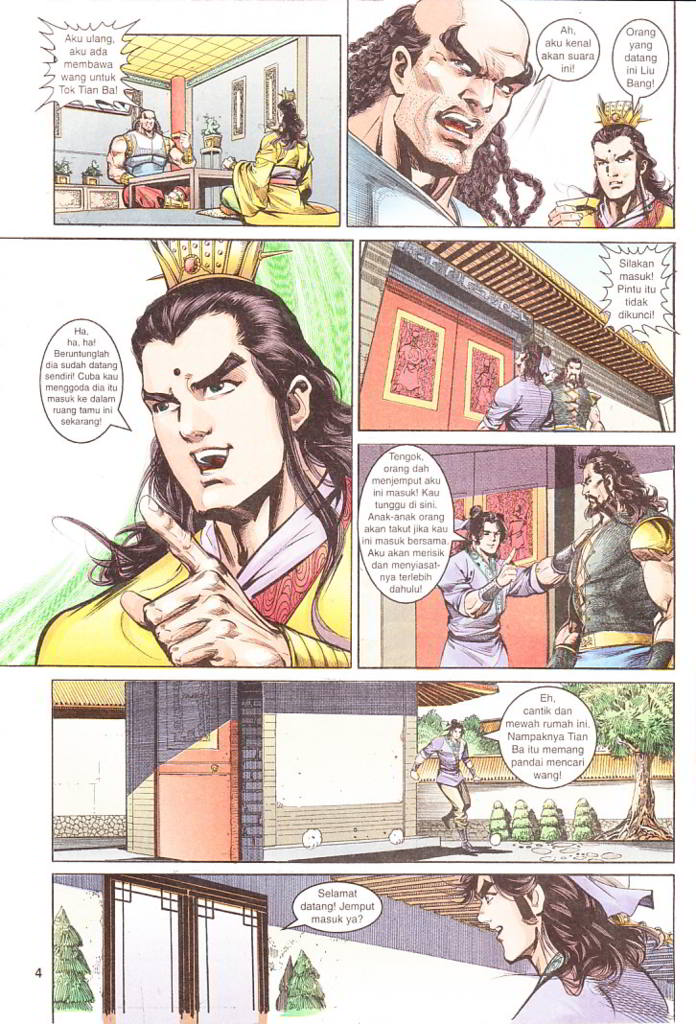 Aku ulang,
aku ada
membawa
wang untuk
Tok Tian Ba!
Ah,
aku kenal
akan suara
ini!
Orang
yang
datang
ini Liu
Bang!
Ha,
ha, ha!
Beruntunglah
dia sudah datang
sendiri! Cuba kau
menggoda dia itu
masuk ke dalam
ruang tamu ini
sekarang!
Silakan
masuk!
Pintu itu
tidak
dikunci!
Tengok,
orang dah
menjemput aku
ini masuk! Kau
tunggu di sini.
Anak-anak orang
akan takut jika kau
ini masuk bersama.
Aku akan merisik
dan menyiasat-
nya terlebih
dahulu!
Eh,
cantik dan
mewah rumah ini.
Nampaknya Tian
Ba itu memang
pandai mencari
wang!
Selamat
datang! Jemput
masuk ya?
4